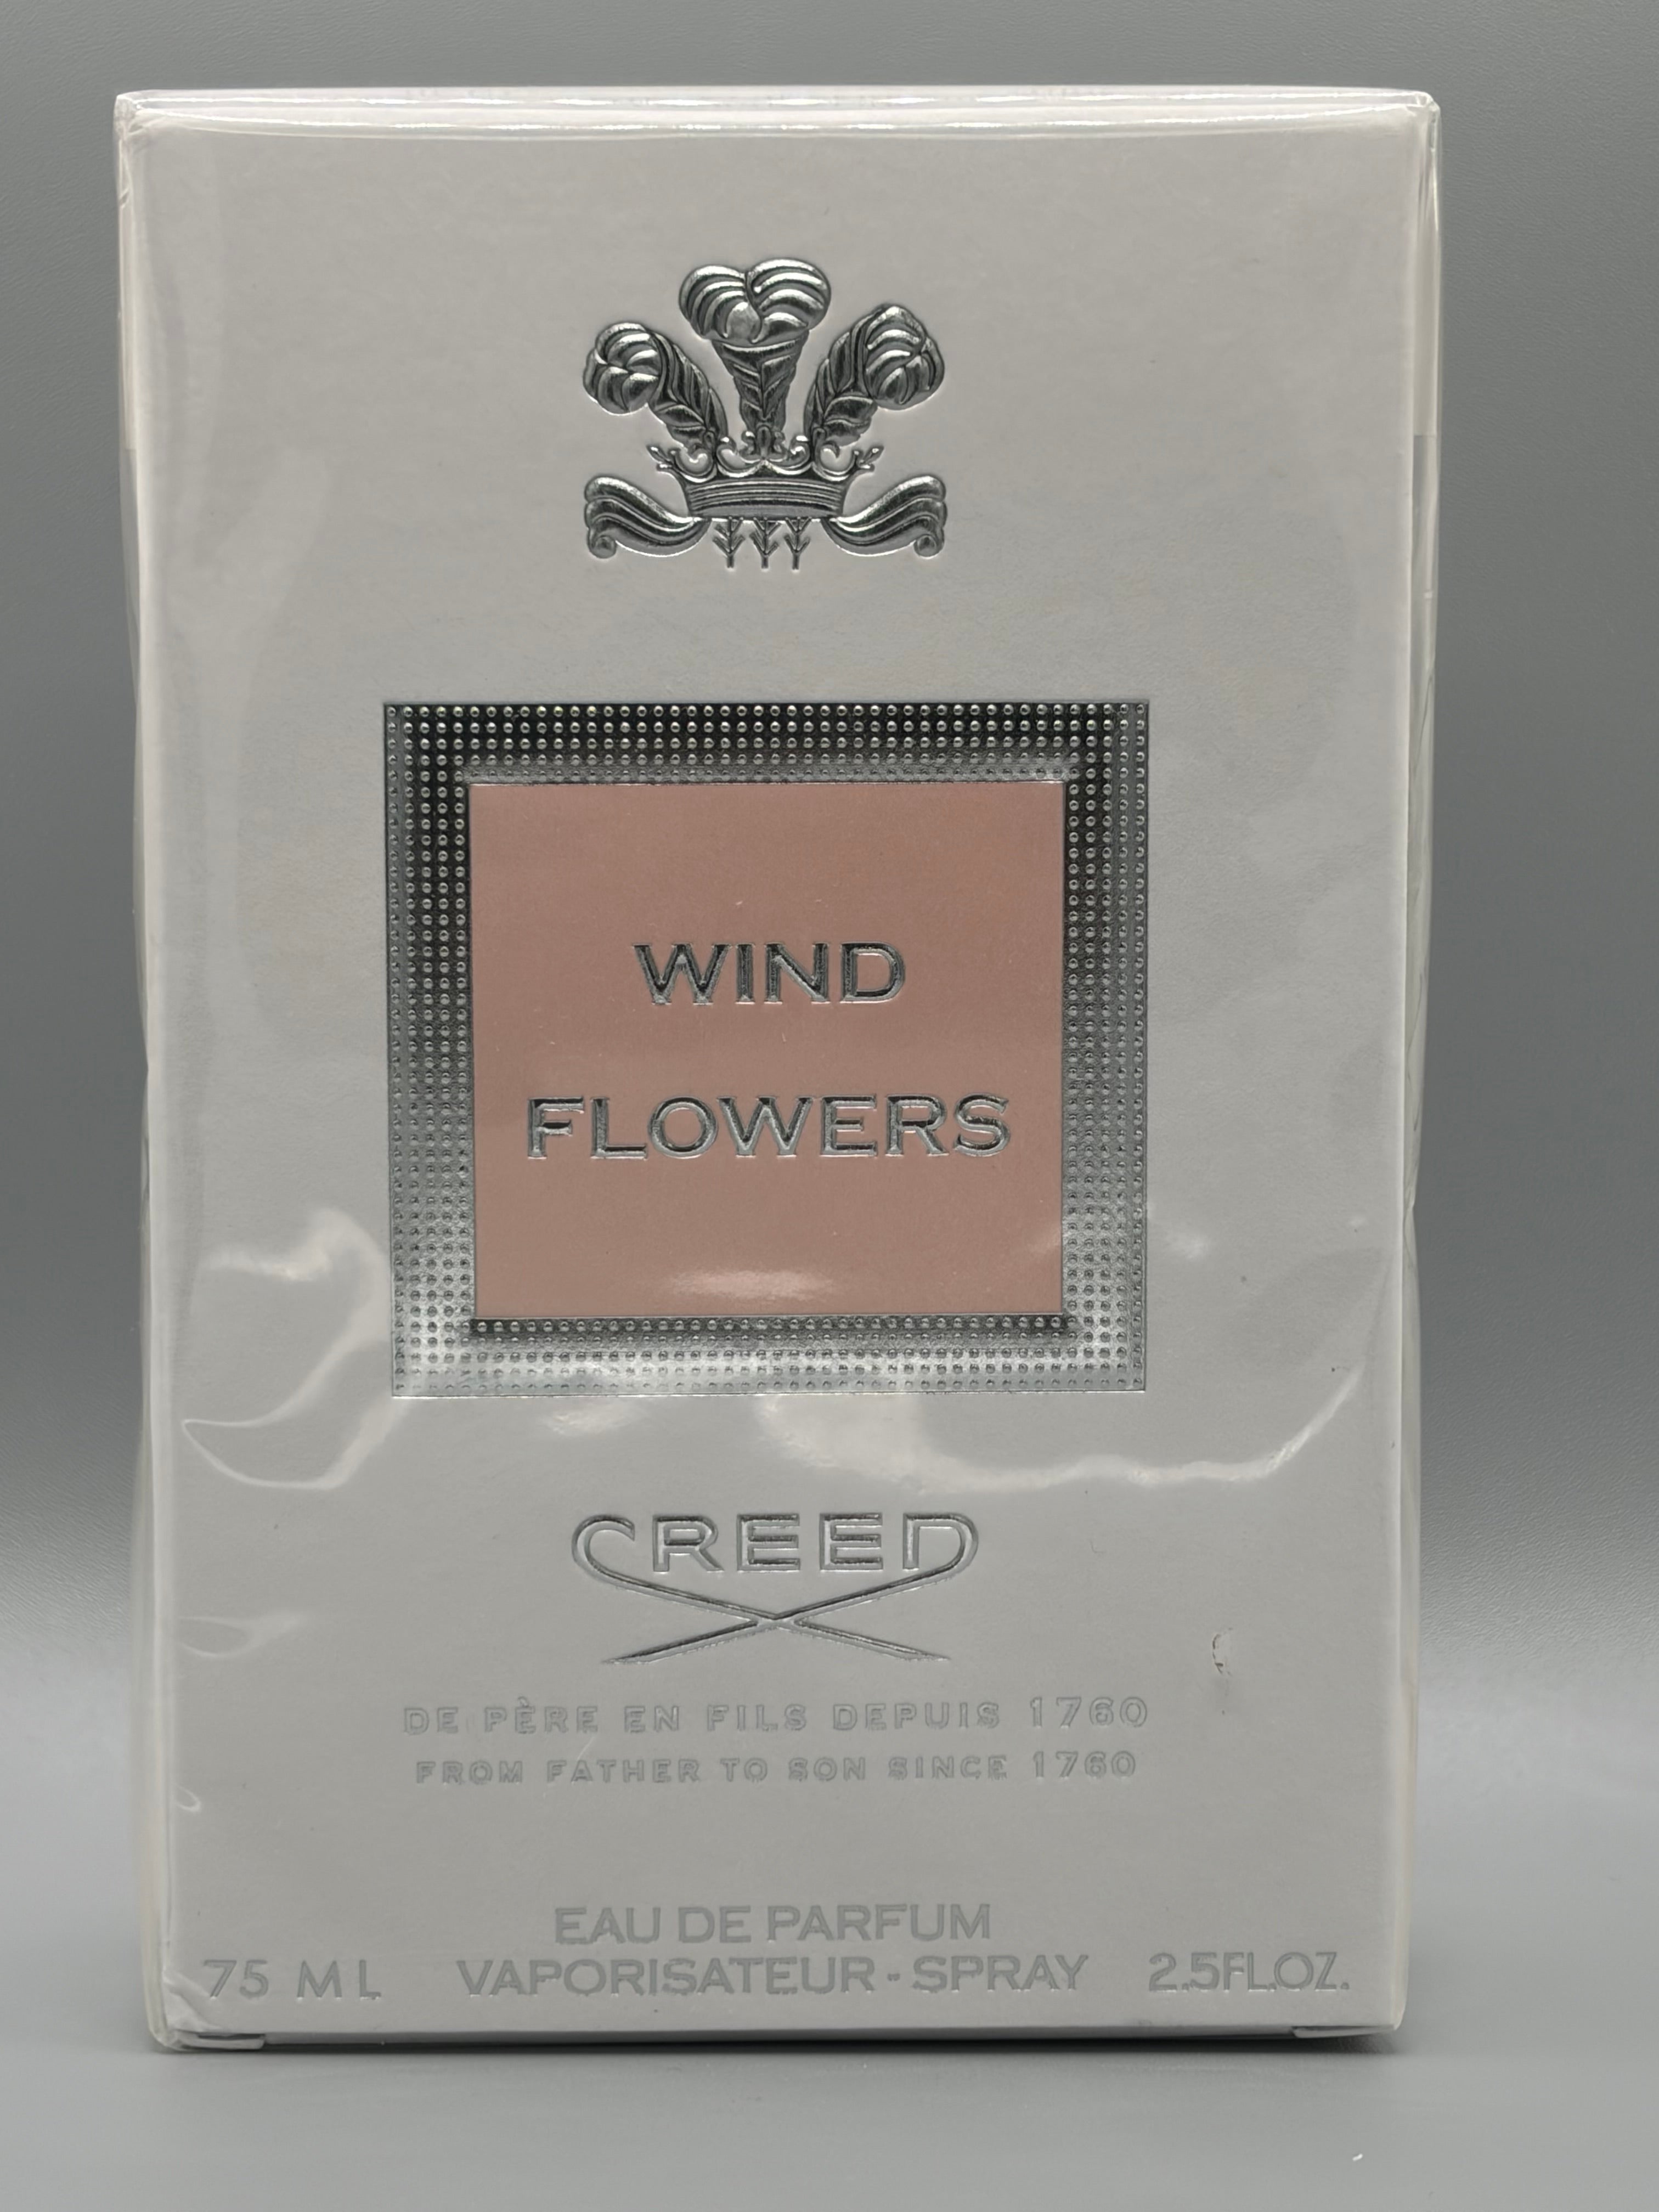 WIND
FLOWERS
CREED
DE PÈRE EN FILS DEPUIS 1760
FROM FATHER TO SON SINCE 1760
EAU DE PARFUM
75 ML VAPORISATEUR - SPRAY 2.5FL.OZ.